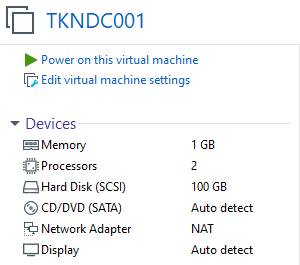 TKNDC001
Power on this virtual machine
Edit virtual machine settings
Devices
Memory 1 GB
Processors 2
Hard Disk (SCSI) 100 GB
CD/DVD (SATA) Auto detect
Network Adapter NAT
Display Auto detect